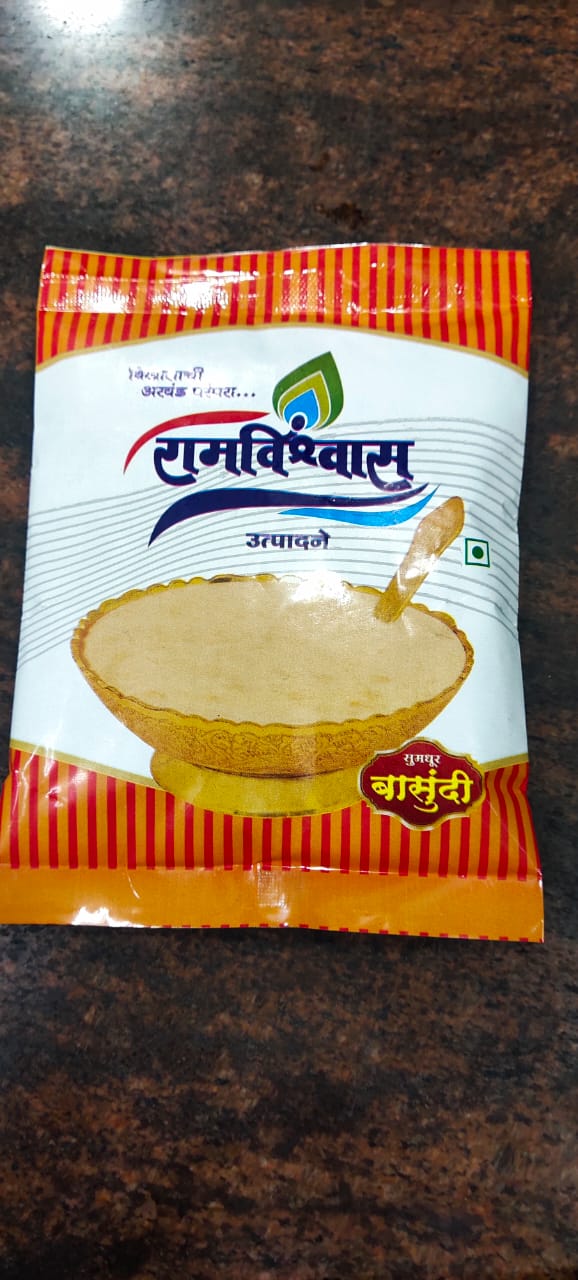 विश्वासाची
अखंड परंपरा...
रामविश्वास
उत्पादने
सुमधूर
बासुंदी